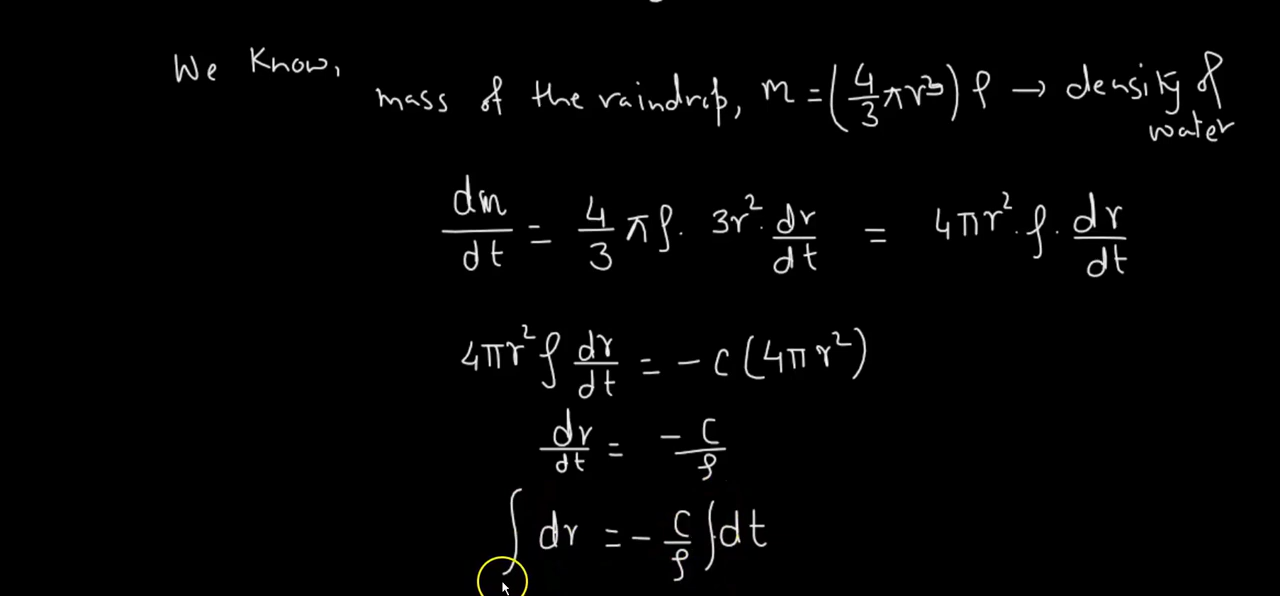 We Know,
mass of the raindrop, m = (4/3 πr³) ρ → density of
water
dm/dt = 4/3 πρ. 3r². dr/dt = 4πr². ρ. dr/dt
4πr² ρ dr/dt = - c (4πr²)
dr/dt = - c/ρ
∫ dr = - c/ρ ∫ dt